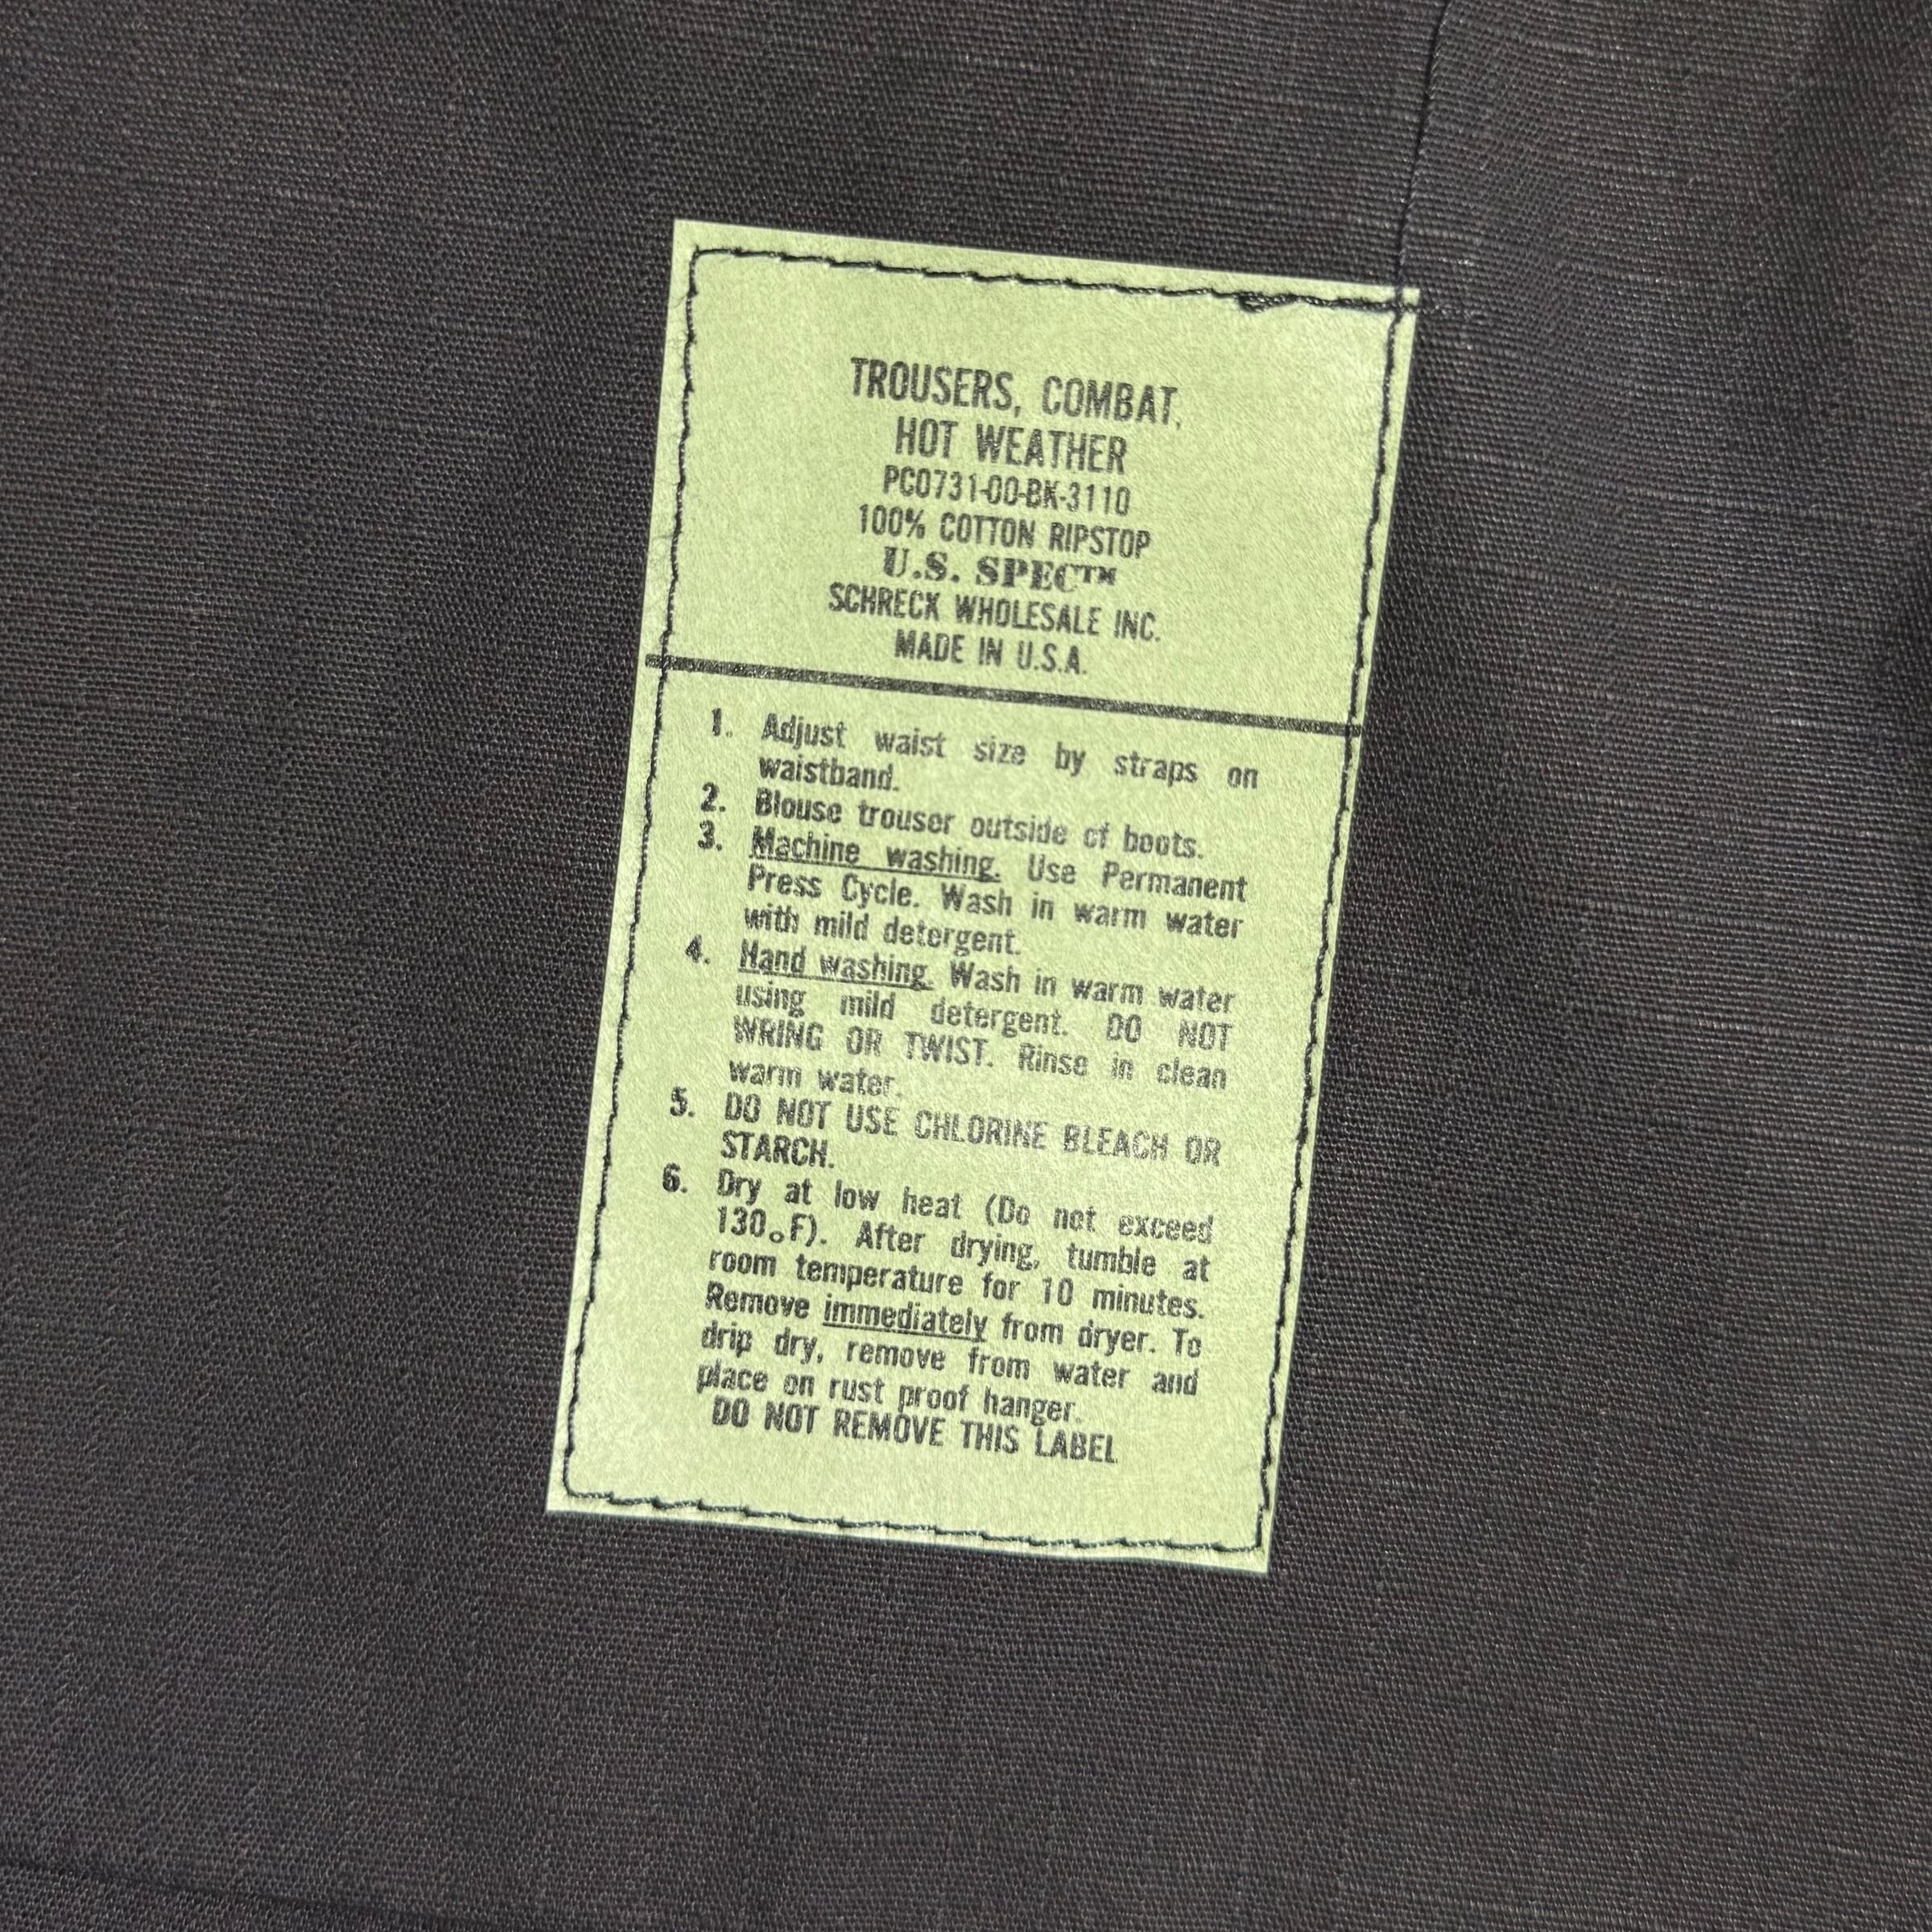 TROUSERS, COMBAT,
HOT WEATHER
PC0731-00-BK-3110
100% COTTON RIPSTOP
U.S. SPEC™
SCHRECK WHOLESALE INC.
MADE IN U.S.A.
1. Adjust waist size by straps on
waistband.
2. Blouse trouser outside of boots.
3. Machine washing. Use Permanent
Press Cycle. Wash in warm water
with mild detergent.
4. Hand washing. Wash in warm water
using mild detergent. DO NOT
WRING OR TWIST. Rinse in clean
warm water.
5. DO NOT USE CHLORINE BLEACH OR
STARCH.
6. Dry at low heat (Do not exceed
130°F). After drying, tumble at
room temperature for 10 minutes.
Remove immediately from dryer. To
drip dry, remove from water and
place on rust proof hanger.
DO NOT REMOVE THIS LABEL